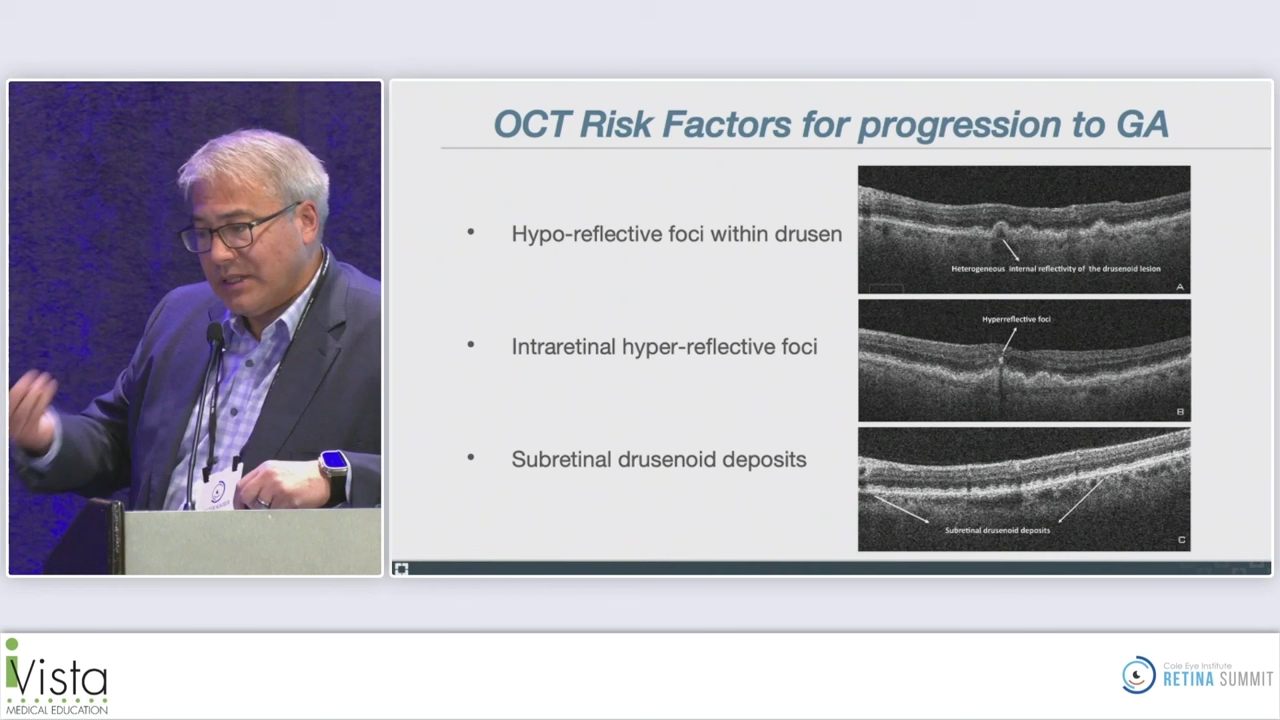 OCT Risk Factors for progression to GA
• Hypo-reflective foci within drusen
Heterogeneous internal reflectivity of the drusenoid lesion
A
• Intraretinal hyper-reflective foci
Hyperreflective foci
B
• Subretinal drusenoid deposits
Subretinal drusenoid deposits
C
iVista
MEDICAL EDUCATION
Cole Eye Institute
RETINA SUMMIT